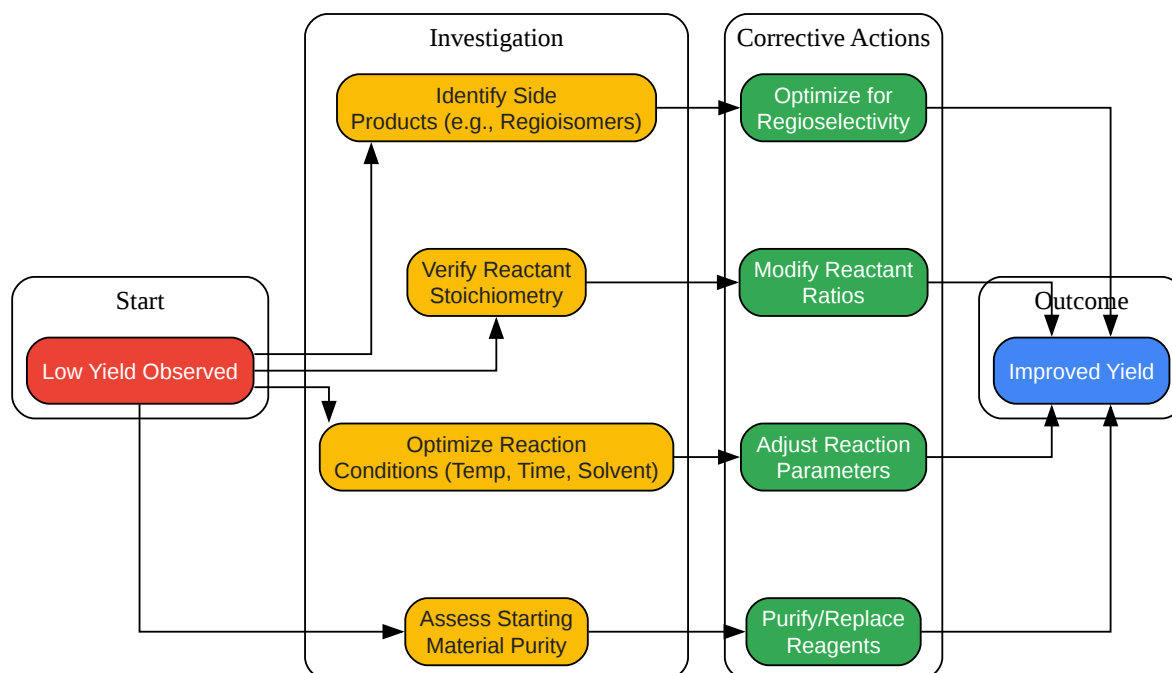 Start
Low Yield Observed
Investigation
Identify Side
Products (e.g., Regioisomers)
Verify Reactant
Stoichiometry
Optimize Reaction
Conditions (Temp, Time, Solvent)
Assess Starting
Material Purity
Corrective Actions
Optimize for
Regioselectivity
Modify Reactant
Ratios
Adjust Reaction
Parameters
Purify/Replace
Reagents
Outcome
Improved Yield